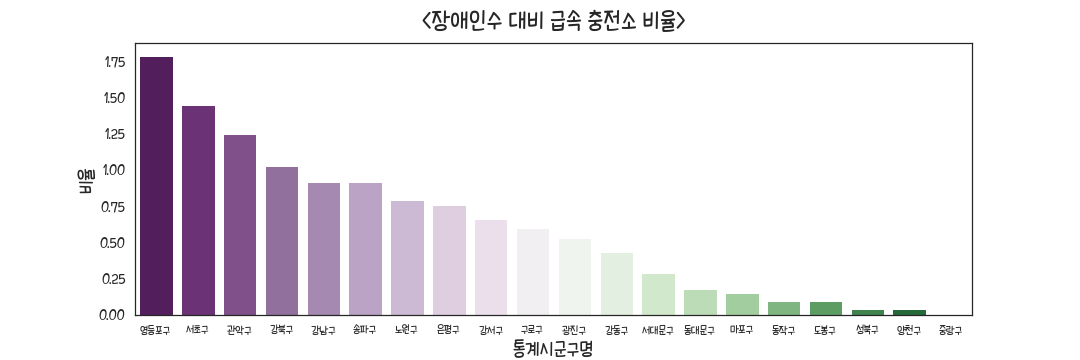 <장애인수 대비 급속 충전소 비율>
1.75
1.50
1.25
1.00
0.75
0.50
0.25
0.00
비율
영등포구 서초구 관악구 강북구 강남구 송파구 노원구 은평구 강서구 구로구 광진구 강동구 서대문구 동대문구 마포구 동작구 도봉구 성북구 양천구 중랑구
통계시군구명